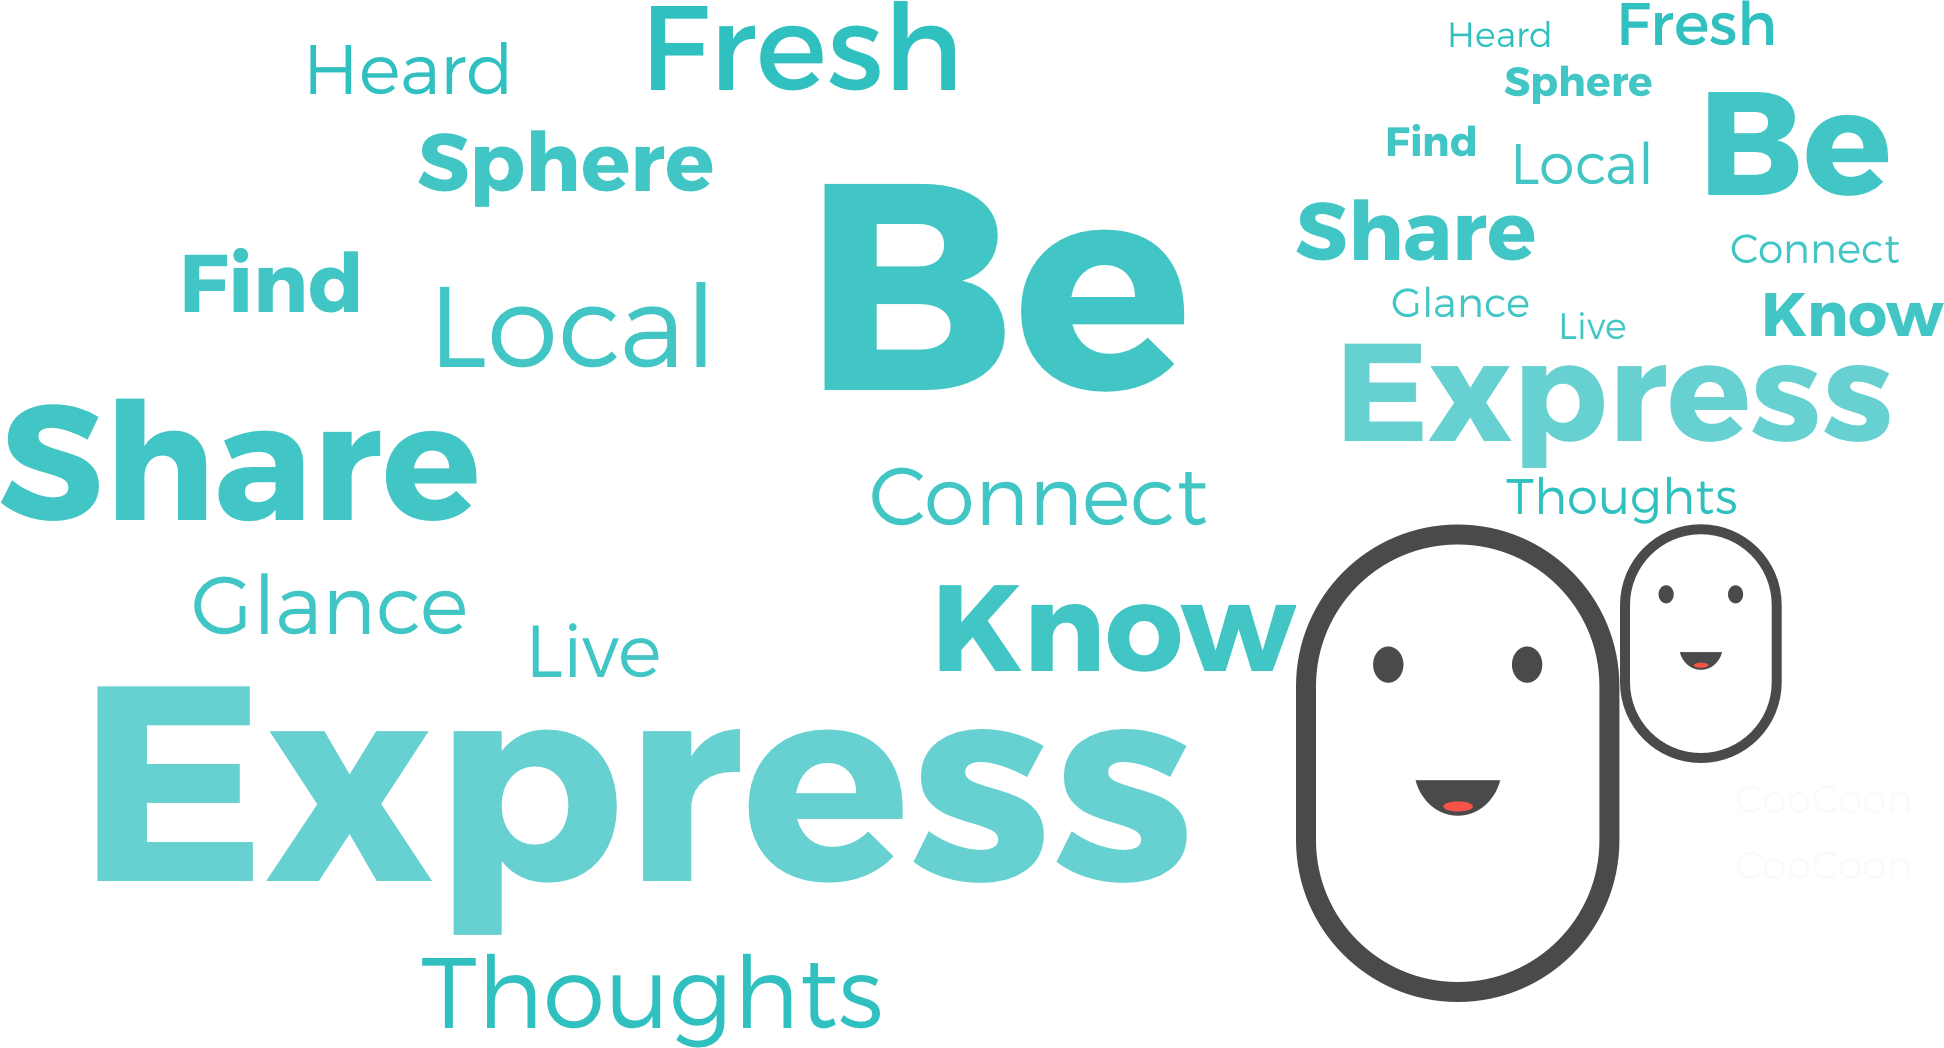 Heard
Fresh
Sphere
Find
Local
Be
Share
Connect
Glance
Live
Know
Express
Thoughts
Heard
Fresh
Sphere
Find
Local
Be
Share
Connect
Glance
Live
Know
Express
Thoughts
CooCoon
CooCoon